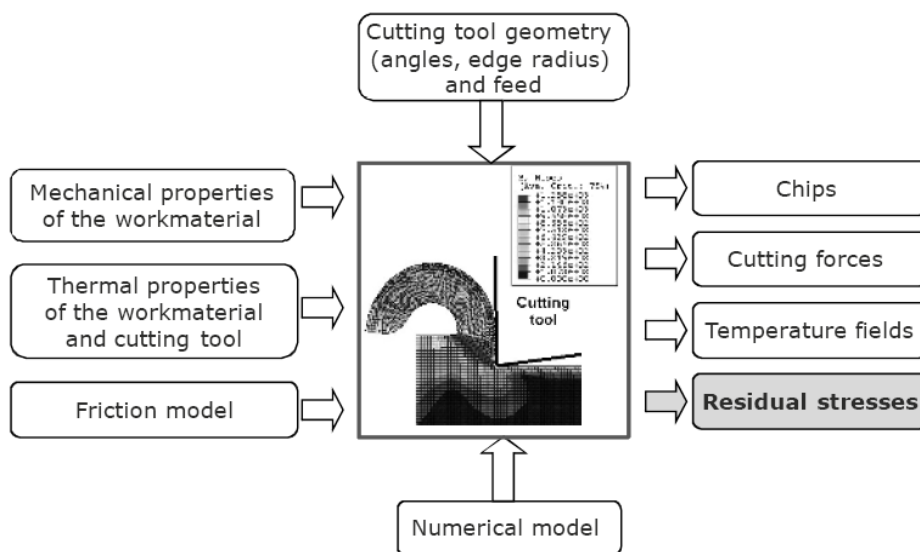 Cutting tool geometry
(angles, edge radius)
and feed
Mechanical properties
of the workmaterial
Thermal properties
of the workmaterial
and cutting tool
Friction model
Cutting
tool
Chips
Cutting forces
Temperature fields
Residual stresses
Numerical model